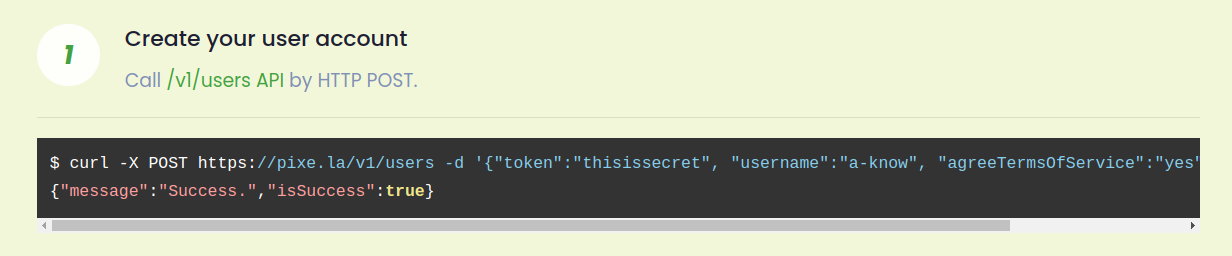 1
Create your user account
Call /v1/users API by HTTP POST.
$ curl -X POST https://pixe.la/v1/users -d '{"token":"thisissecret", "username":"a-know", "agreeTermsOfService":"yes"
{"message":"Success.","isSuccess":true}